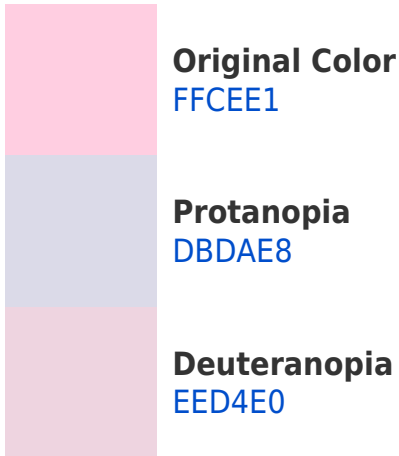 Original Color
FFCEE1
Protanopia
DBDAE8
Deuteranopia
EED4E0